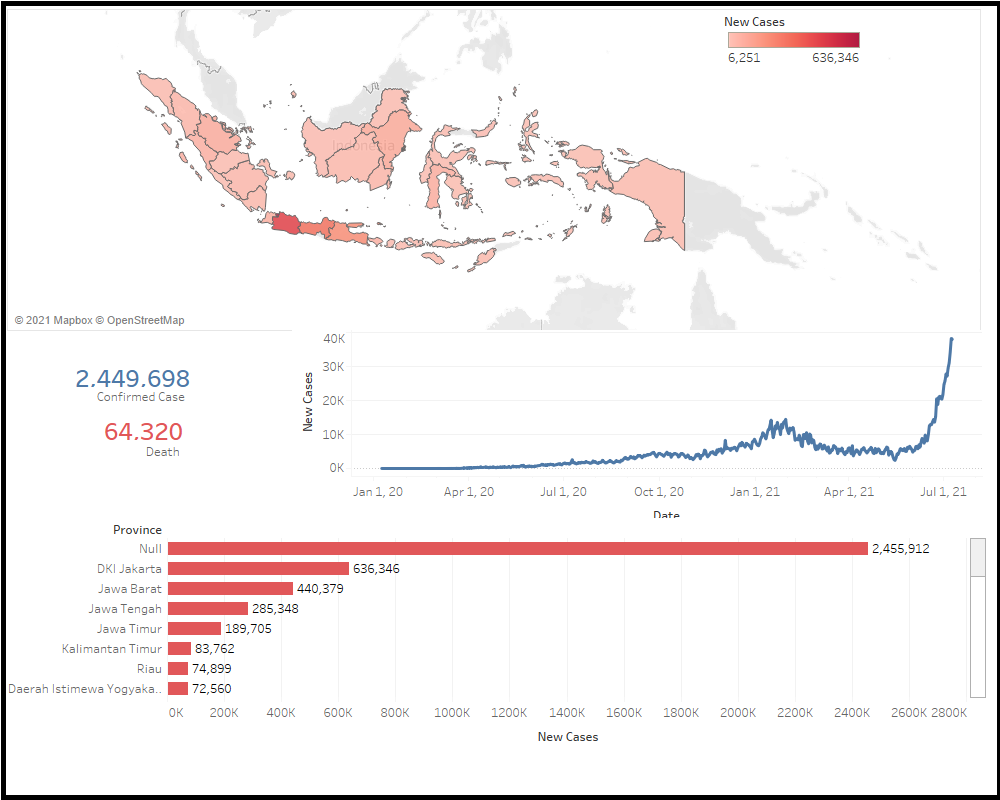 New Cases
6,251 636,346
Indonesia
© 2021 Mapbox © OpenStreetMap
2,449,698
Confirmed Case
64,320
Death
40K
30K
20K
10K
0K
New Cases
Jan 1, 20 Apr 1, 20 Jul 1, 20 Oct 1, 20 Jan 1, 21 Apr 1, 21 Jul 1, 21
Date
Province
Null 2,455,912
DKI Jakarta 636,346
Jawa Barat 440,379
Jawa Tengah 285,348
Jawa Timur 189,705
Kalimantan Timur 83,762
Riau 74,899
Daerah Istimewa Yogyaka.. 72,560
0K 200K 400K 600K 800K 1000K 1200K 1400K 1600K 1800K 2000K 2200K 2400K 2600K 2800K
New Cases